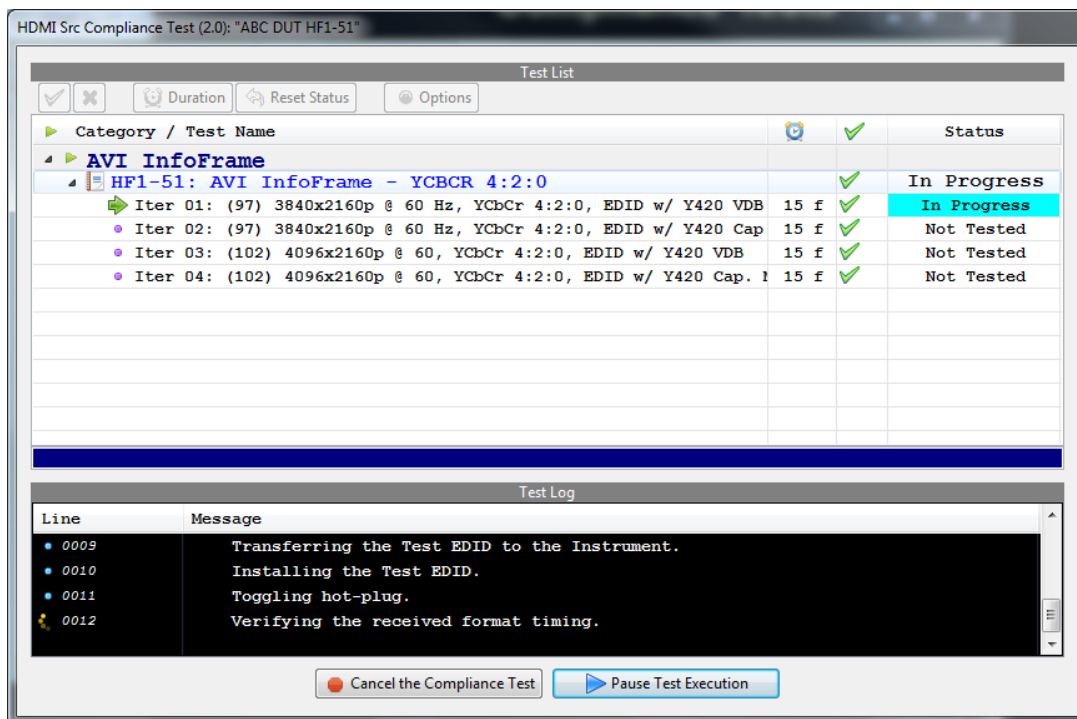 HDMI Src Compliance Test (2.0): "ABC DUT HF1-51"
Test List
Duration Reset Status Options
Category / Test Name Status
AVI InfoFrame
HF1-51: AVI InfoFrame - YCBCR 4:2:0 In Progress
Iter 01: (97) 3840x2160p @ 60 Hz, YCbCr 4:2:0, EDID w/ Y420 VDB 15 f In Progress
Iter 02: (97) 3840x2160p @ 60 Hz, YCbCr 4:2:0, EDID w/ Y420 Cap 15 f Not Tested
Iter 03: (102) 4096x2160p @ 60, YCbCr 4:2:0, EDID w/ Y420 VDB 15 f Not Tested
Iter 04: (102) 4096x2160p @ 60, YCbCr 4:2:0, EDID w/ Y420 Cap. 15 f Not Tested
Test Log
Line Message
0009 Transferring the Test EDID to the Instrument.
0010 Installing the Test EDID.
0011 Toggling hot-plug.
0012 Verifying the received format timing.
Cancel the Compliance Test Pause Test Execution